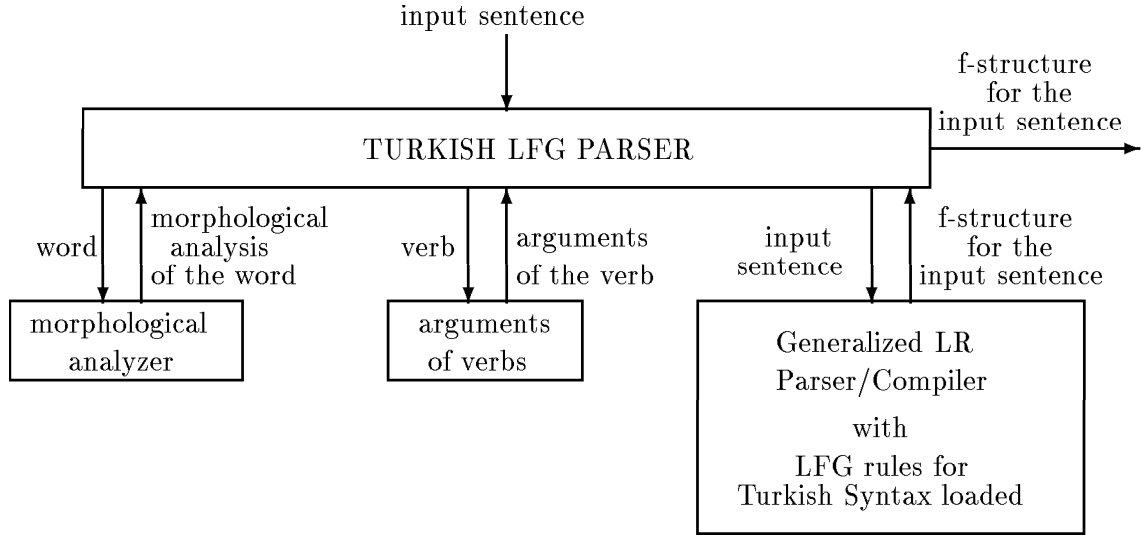 input sentence
f-structure
for the
input sentence
TURKISH LFG PARSER
word
morphological
analysis
of the word
verb
arguments
of the verb
input
sentence
f-structure
for the
input sentence
morphological
analyzer
arguments
of verbs
Generalized LR
Parser/Compiler
with
LFG rules for
Turkish Syntax loaded